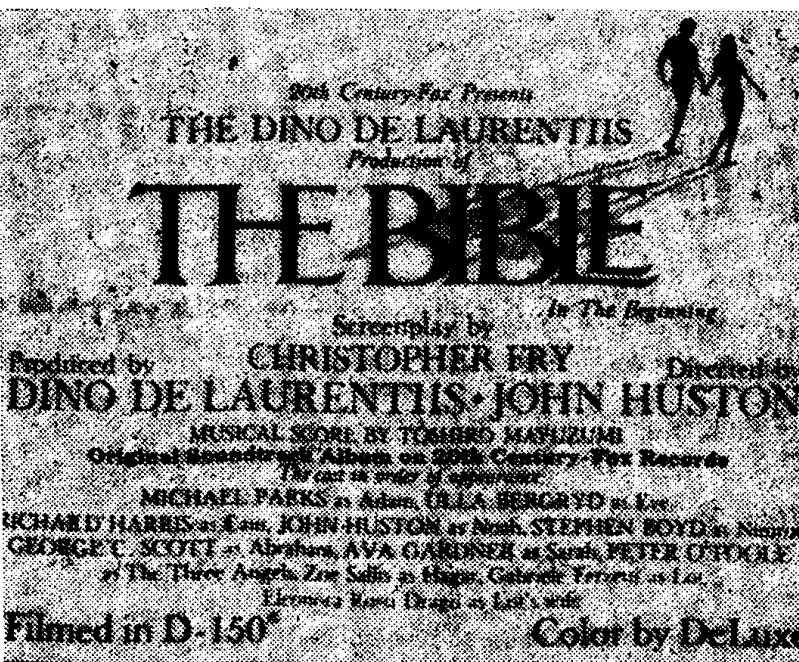 20th Century-Fox Presents
THE DINO DE LAURENTIIS
Production of
THE BIBLE
In The Beginning
Screenplay by
CHRISTOPHER FRY
Produced by Directed by
DINO DE LAURENTIIS · JOHN HUSTON
MUSICAL SCORE BY TOSHIRO MAYUZUMI
Original Soundtrack Album on 20th Century-Fox Records
The cast in order of appearance:
MICHAEL PARKS as Adam, ULLA BERGRYD as Eve
RICHARD HARRIS as Cain, JOHN HUSTON as Noah, STEPHEN BOYD as
GEORGE C. SCOTT as Abraham, AVA GARDNER as Sarah, PETER O'TOOLE
as The Three Angels, Zoe Sallis as Hagar, Gabriele Ferzetti as Lot,
Eleonora Rossi Drago as Lot's wife
Filmed in D-150® Color by DeLuxe